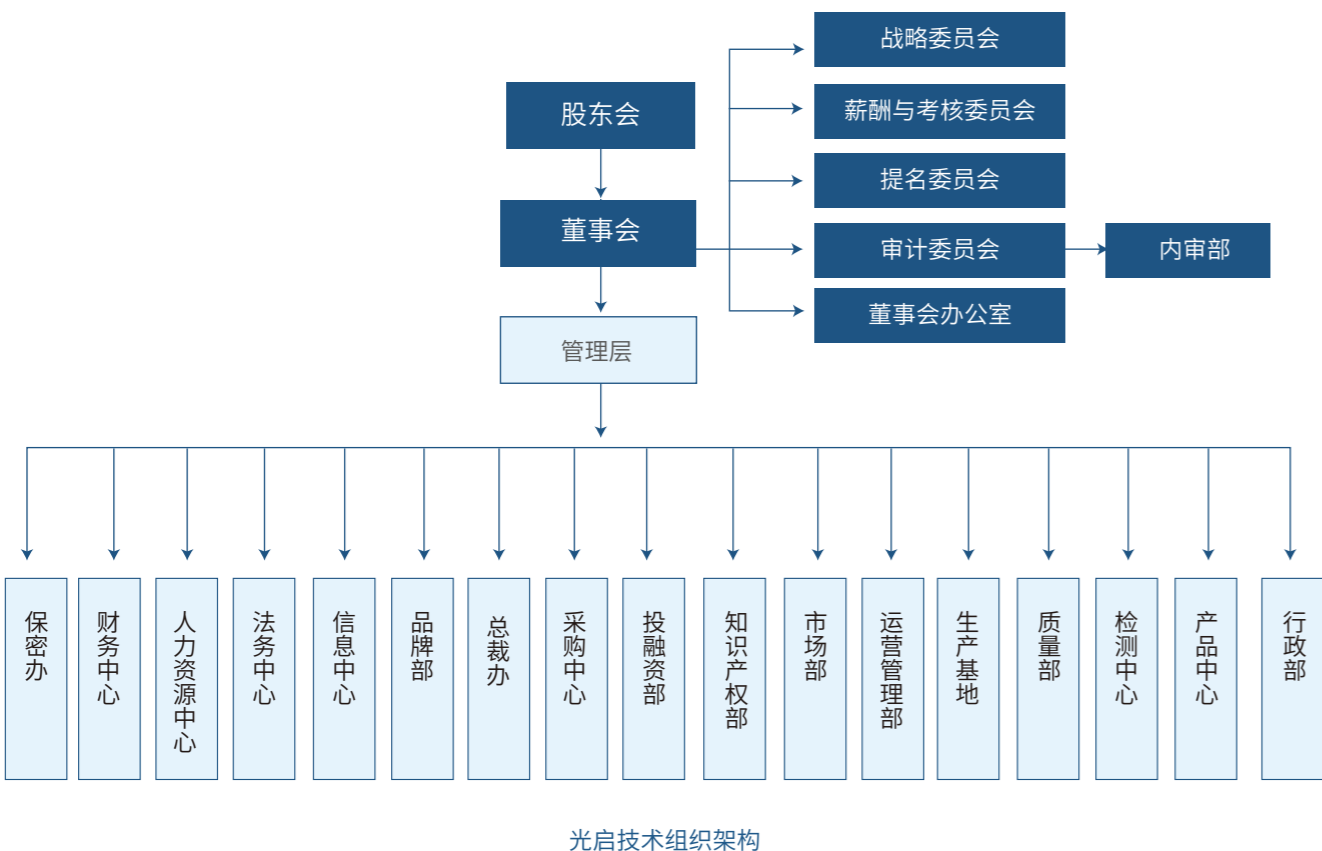 战略委员会
股东会
薪酬与考核委员会
提名委员会
董事会
审计委员会
内审部
董事会办公室
管理层
保密办
财务中心
人力资源中心
法务中心
信息中心
品牌部
总裁办
采购中心
投融资部
知识产权部
市场部
运营管理部
生产基地
质量部
检测中心
产品中心
行政部
光启技术组织架构